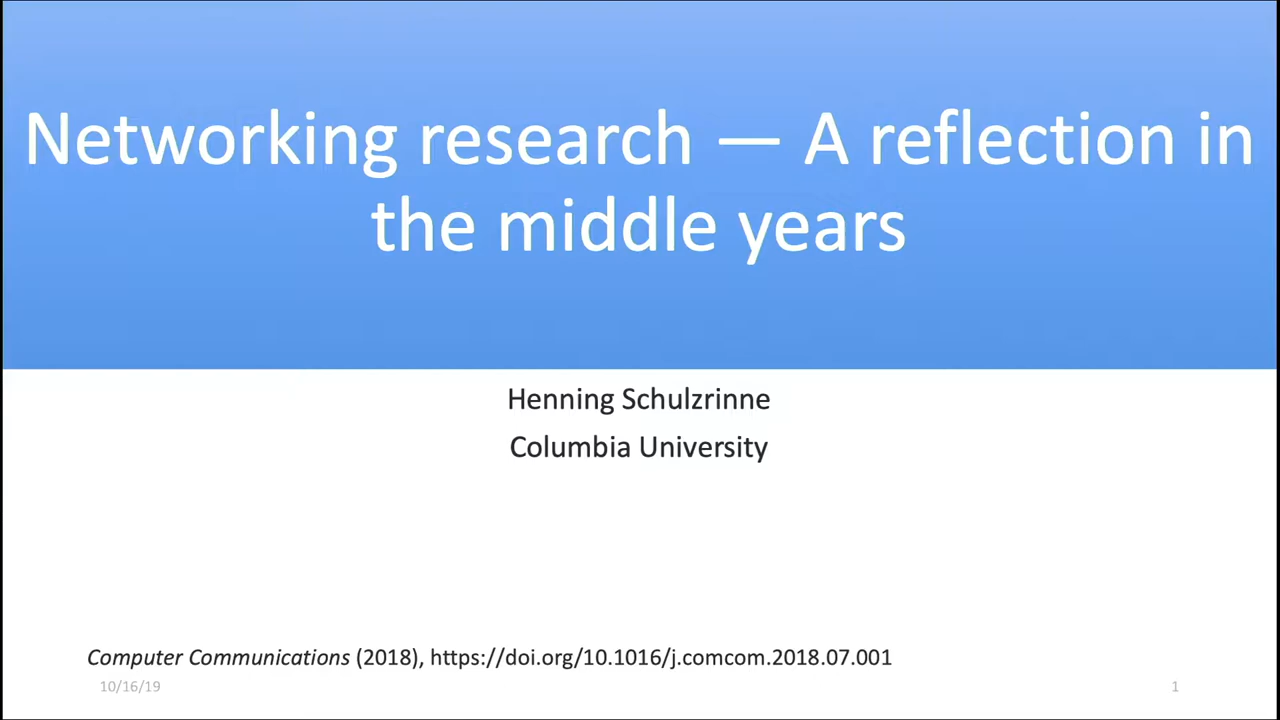 Networking research — A reflection in
the middle years
Henning Schulzrinne
Columbia University
Computer Communications (2018), https://doi.org/10.1016/j.comcom.2018.07.001
10/16/19
1